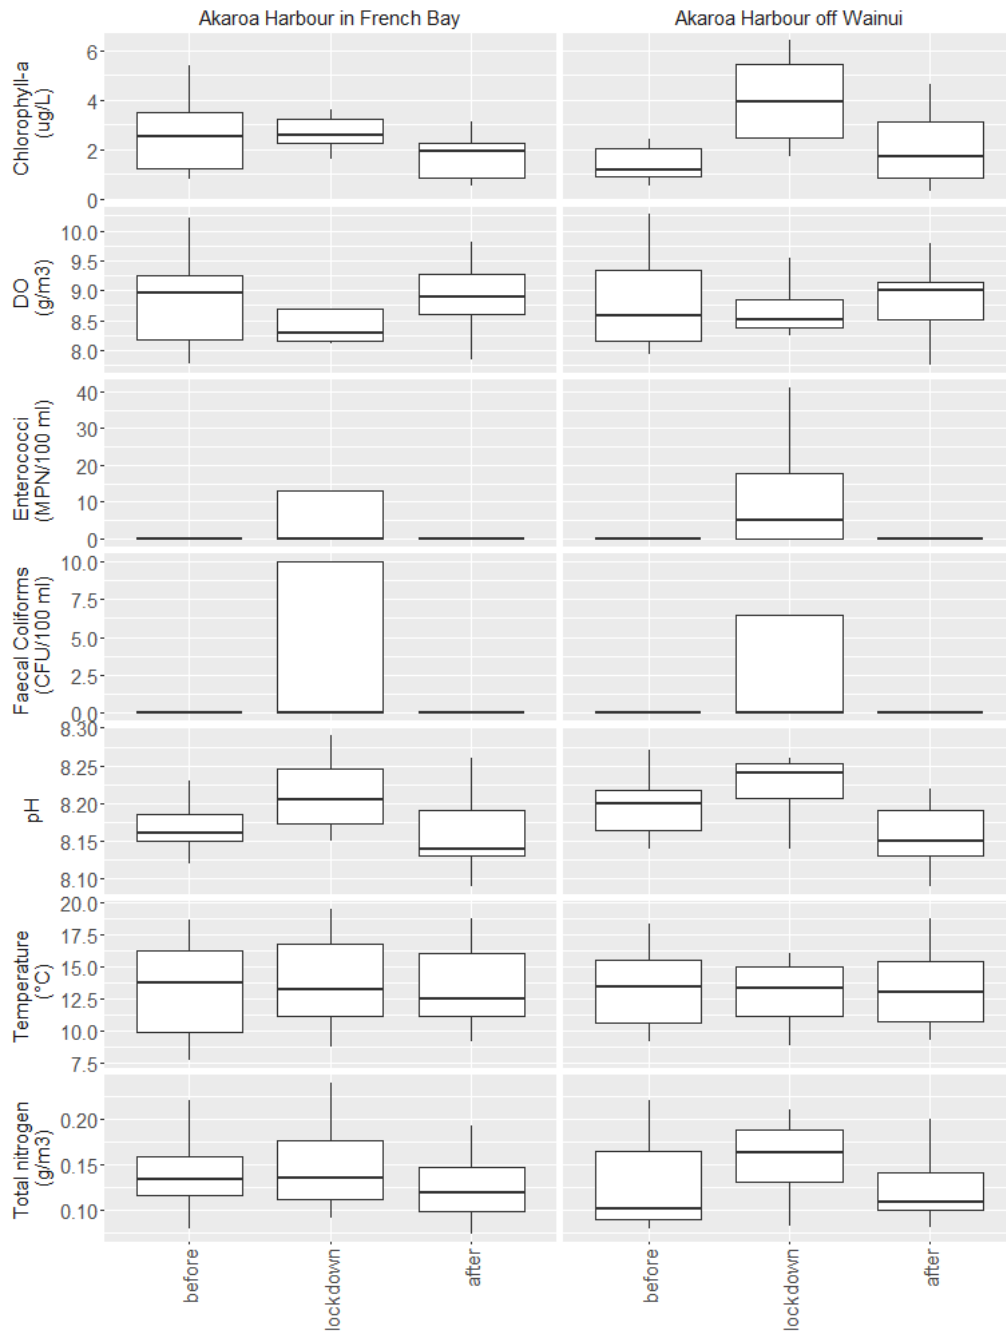 Akaroa Harbour in French Bay
Akaroa Harbour off Wainui
Chlorophyll-a
(ug/L)
6
4
2
0
DO
(g/m3)
10.0
9.5
9.0
8.5
8.0
Enterococci
(MPN/100 ml)
40
30
20
10
0
Faecal Coliforms
(CFU/100 ml)
10.0
7.5
5.0
2.5
0.0
pH
8.30
8.25
8.20
8.15
8.10
Temperature
(°C)
20.0
17.5
15.0
12.5
10.0
7.5
Total nitrogen
(g/m3)
0.20
0.15
0.10
before
lockdown
after
before
lockdown
after